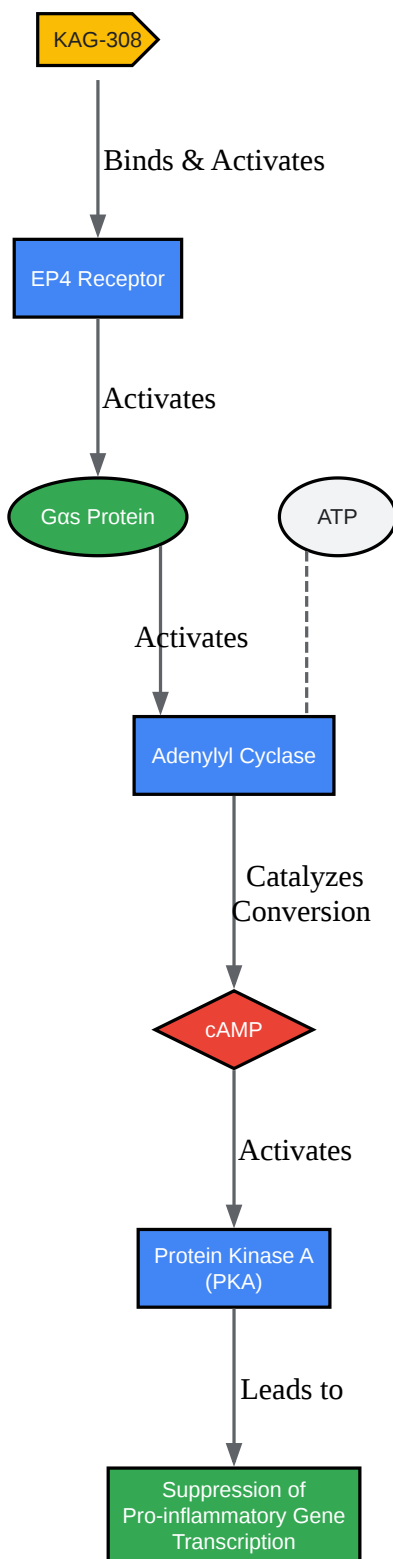 KAG-308
Binds & Activates
EP4 Receptor
Activates
Gαs Protein
ATP
Activates
Adenylyl Cyclase
Catalyzes
Conversion
cAMP
Activates
Protein Kinase A
(PKA)
Leads to
Suppression of
Pro-inflammatory Gene
Transcription